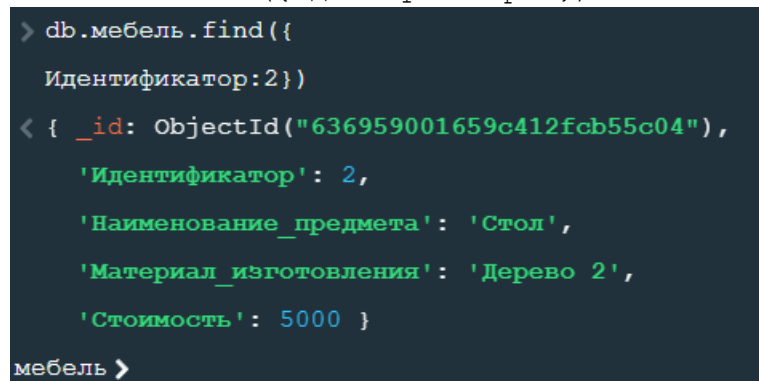 > db.мебель.find({
Идентификатор:2})
< { _id: ObjectId("636959001659c412fcb55c04"),
'Идентификатор': 2,
'Наименование_предмета': 'Стол',
'Материал_изготовления': 'Дерево 2',
'Стоимость': 5000 }
мебель >